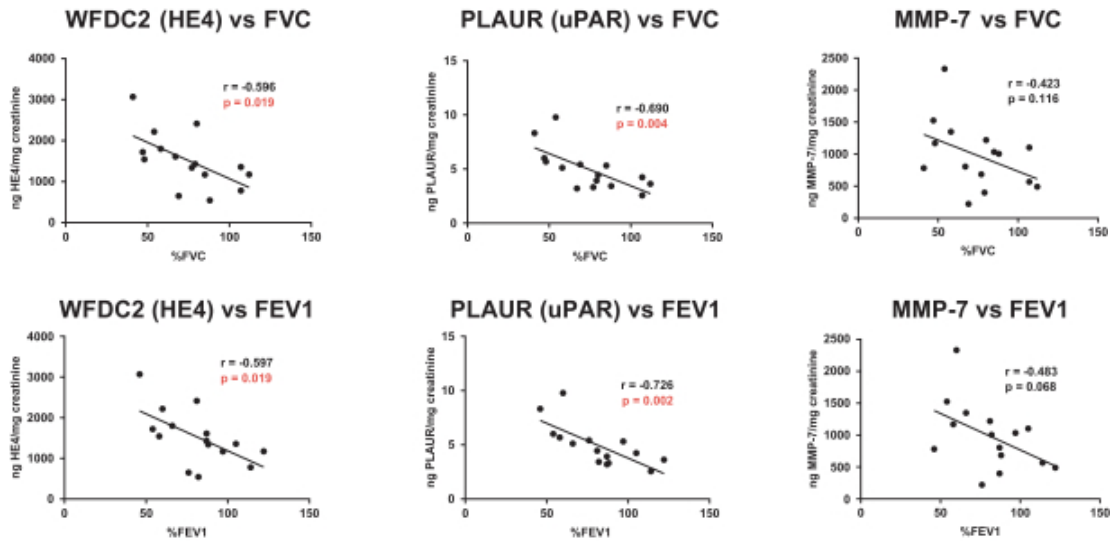 WFDC2 (HE4) vs FVC
ng HE4/mg creatinine
4000
3000
2000
1000
0
r = -0.596
p = 0.019
0 50 100 150
%FVC
PLAUR (uPAR) vs FVC
ng PLAUR/mg creatinine
15
10
5
0
r = -0.690
p = 0.004
0 50 100 150
%FVC
MMP-7 vs FVC
ng MMP-7/mg creatinine
2500
2000
1500
1000
500
0
r = -0.423
p = 0.116
0 50 100 150
%FVC
WFDC2 (HE4) vs FEV1
ng HE4/mg creatinine
4000
3000
2000
1000
0
r = -0.597
p = 0.019
0 50 100 150
%FEV1
PLAUR (uPAR) vs FEV1
ng PLAUR/mg creatinine
15
10
5
0
r = -0.726
p = 0.002
0 50 100 150
%FEV1
MMP-7 vs FEV1
ng MMP-7/mg creatinine
2500
2000
1500
1000
500
0
r = -0.483
p = 0.068
0 50 100 150
%FEV1